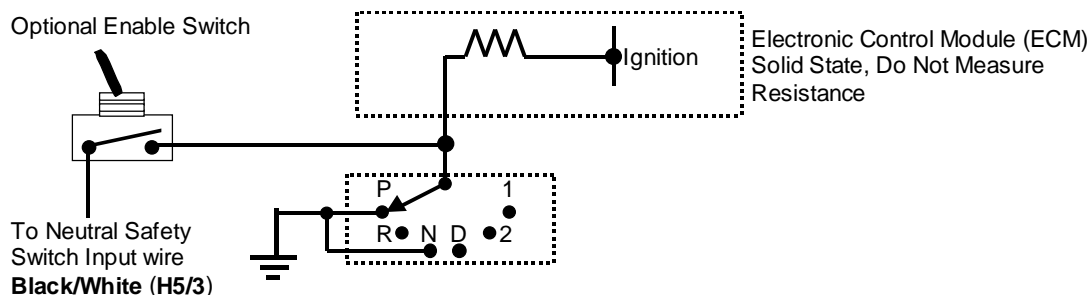 Optional Enable Switch
Ignition
Electronic Control Module (ECM)
Solid State, Do Not Measure
Resistance
P 1
R N D 2
To Neutral Safety
Switch Input wire
Black/White (H5/3)